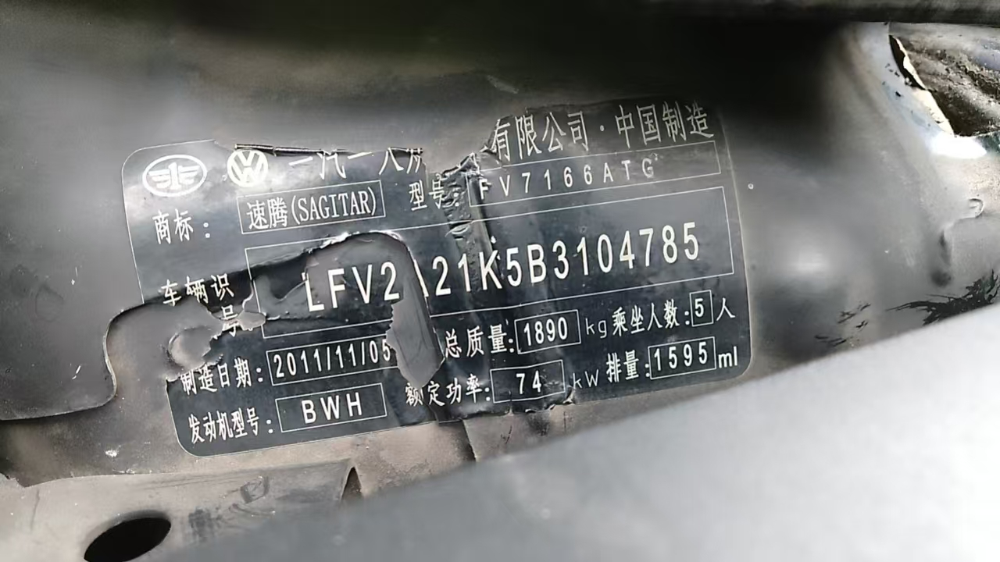 一汽一大 有限公司·中国制造
商标: 速腾(SAGITAR) 型号: FV7166ATG
车辆识 LFV2A21K5B3104785
号
制造日期: 2011/11/05 总质量: 1890 kg 乘坐人数: 5 人
发动机型号: BWH 额定功率: 74 kW 排量: 1595 ml